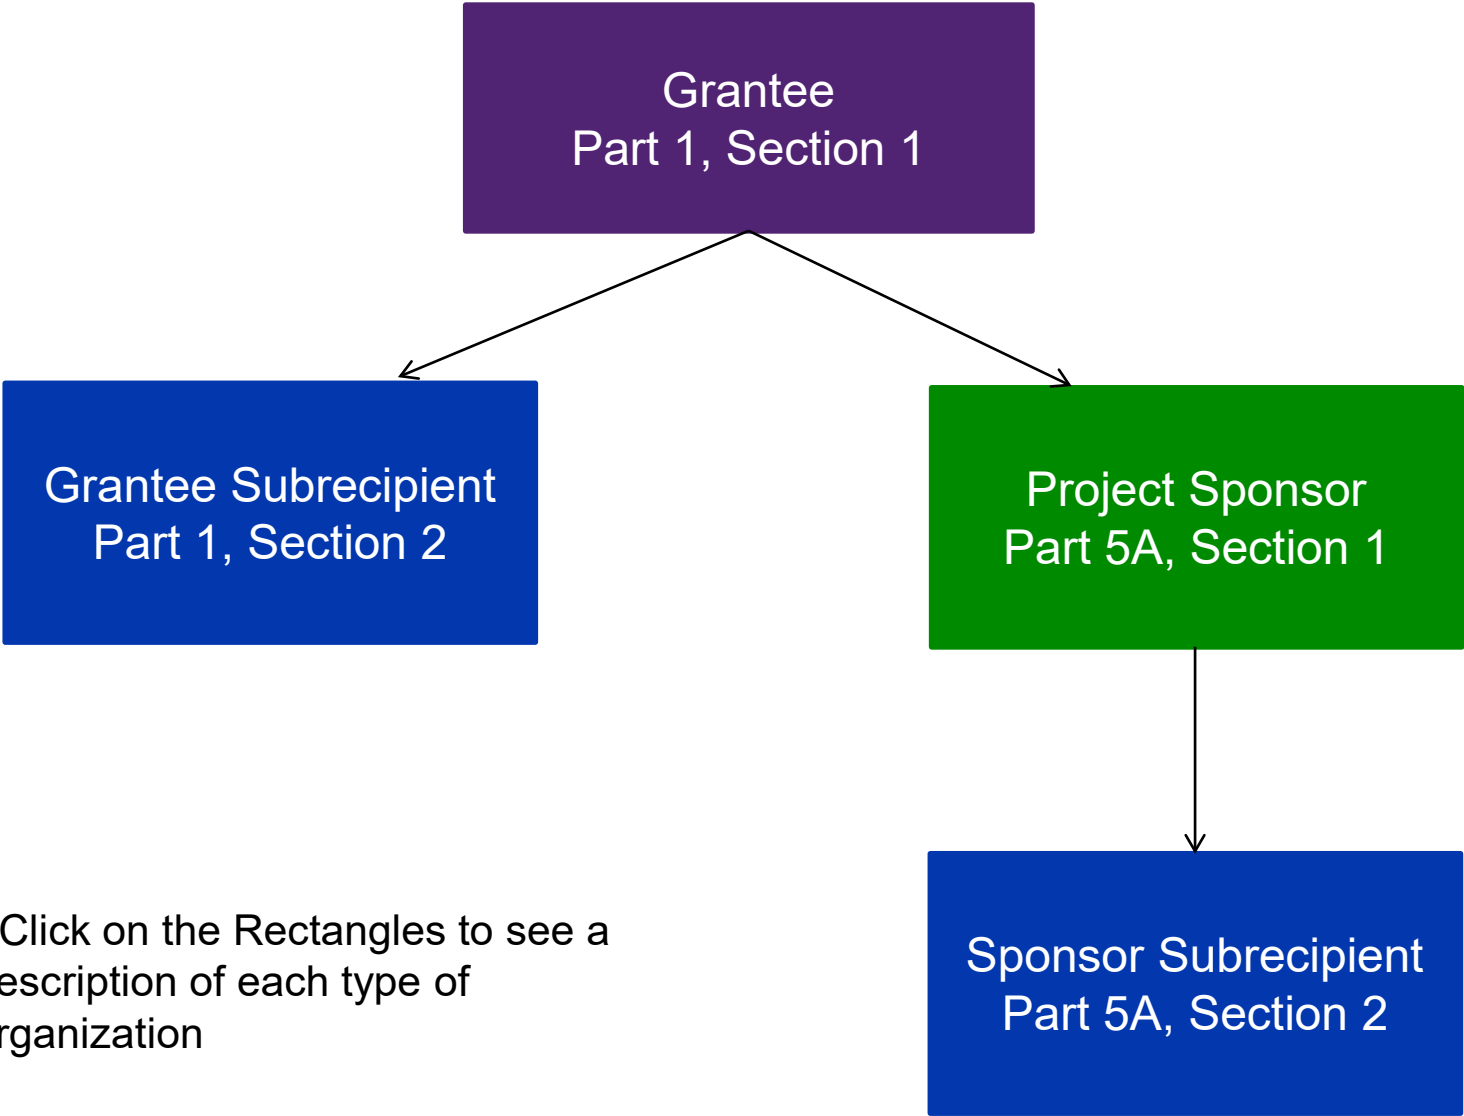 Grantee
Part 1, Section 1
Grantee Subrecipient
Part 1, Section 2
Project Sponsor
Part 5A, Section 1
Click on the Rectangles to see a
escription of each type of
rganization
Sponsor Subrecipient
Part 5A, Section 2